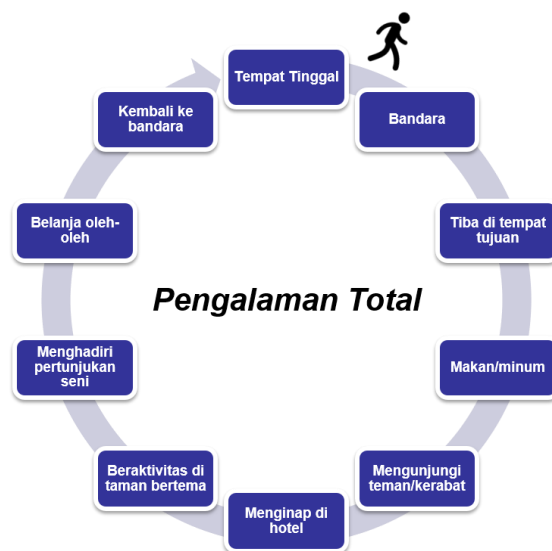 Tempat Tinggal
Bandara
Tiba di tempat
tujuan
Makan/minum
Mengunjungi
teman/kerabat
Menginap di
hotel
Beraktivitas di
taman bertema
Menghadiri
pertunjukan
seni
Belanja oleh-
oleh
Kembali ke
bandara
Pengalaman Total